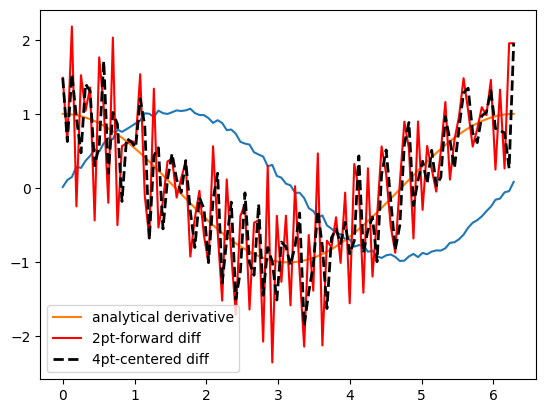 2
1
0
−1
−2
analytical derivative
2pt-forward diff
4pt-centered diff
0 1 2 3 4 5 6